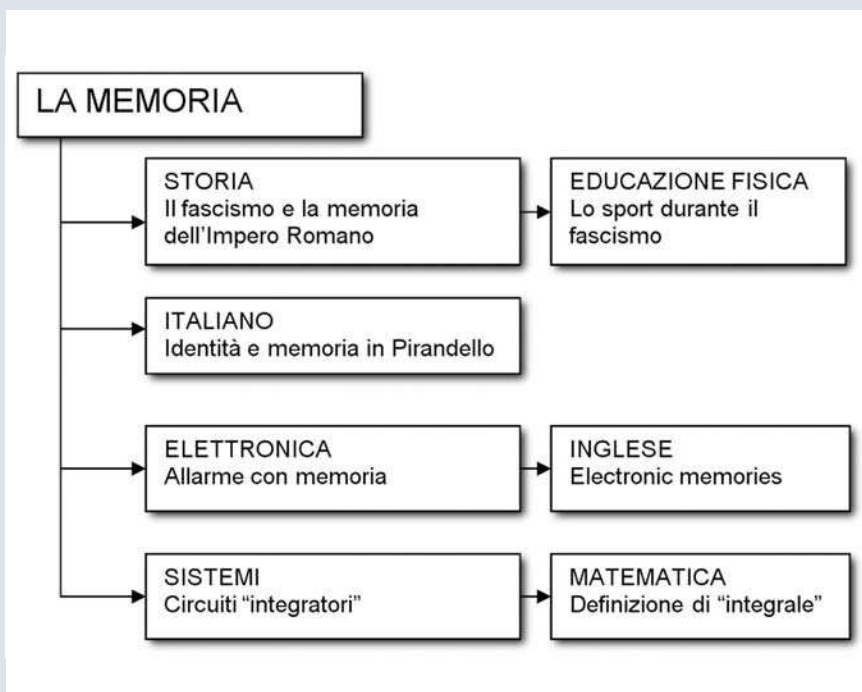 LA MEMORIA
STORIA
Il fascismo e la memoria
dell'Impero Romano
EDUCAZIONE FISICA
Lo sport durante il
fascismo
ITALIANO
Identità e memoria in Pirandello
ELETTRONICA
Allarme con memoria
INGLESE
Electronic memories
SISTEMI
Circuiti “integratori”
MATEMATICA
Definizione di “integrale”